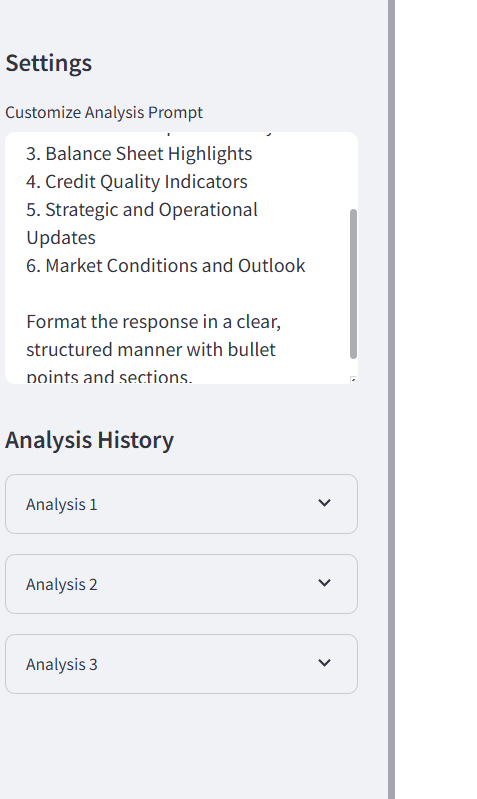 Settings
Customize Analysis Prompt
3. Balance Sheet Highlights
4. Credit Quality Indicators
5. Strategic and Operational
Updates
6. Market Conditions and Outlook
Format the response in a clear,
structured manner with bullet
points and sections.
Analysis History
Analysis 1
Analysis 2
Analysis 3